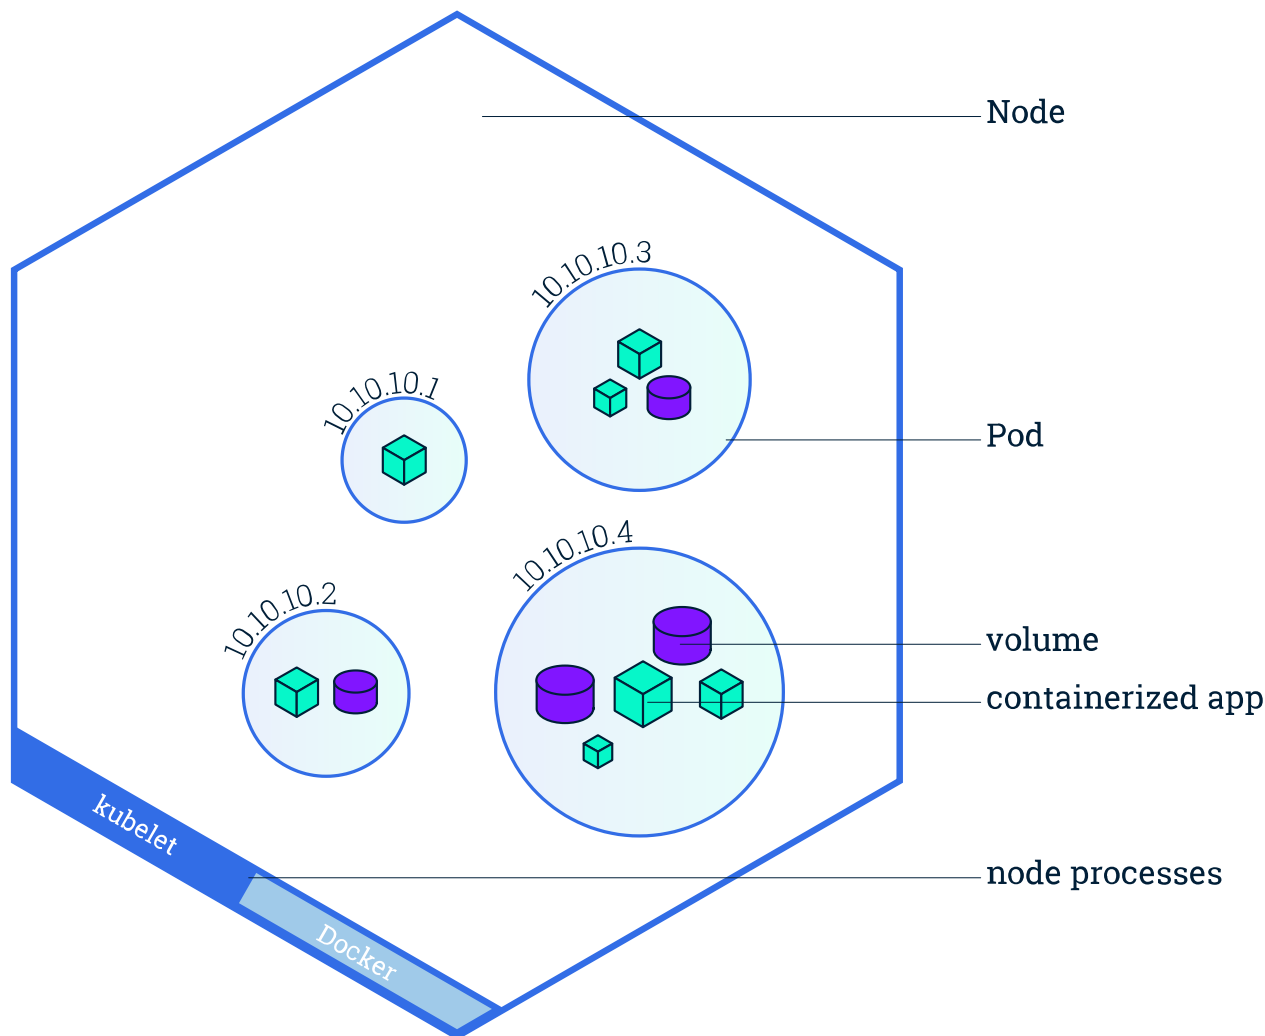 Node
10.10.10.3
10.10.10.1
Pod
10.10.10.4
10.10.10.2
volume
containerized app
kubelet
node processes
Docker